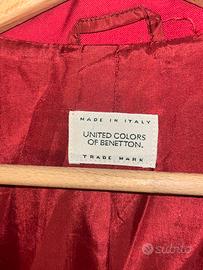 MADE IN ITALY
UNITED COLORS
OF BENETTON.
TRADE MARK
subito